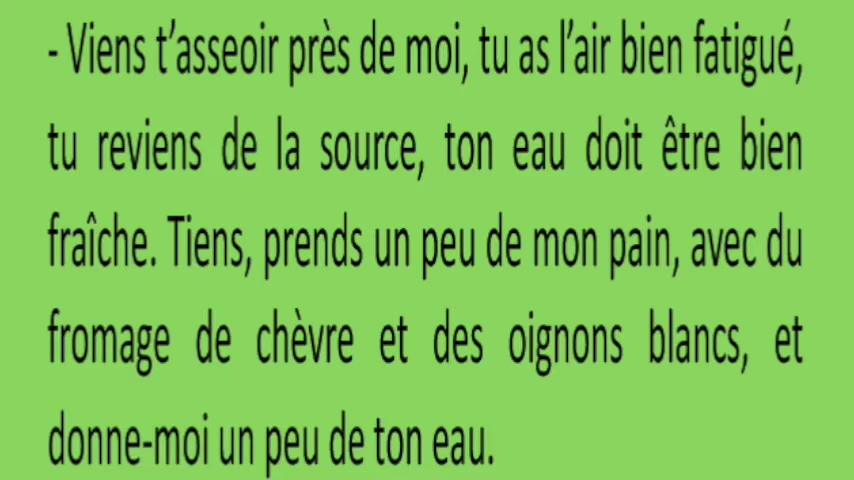 - Viens t’asseoir près de moi, tu as l’air bien fatigué,
tu reviens de la source, ton eau doit être bien
fraîche. Tiens, prends un peu de mon pain, avec du
fromage de chèvre et des oignons blancs, et
donne-moi un peu de ton eau.